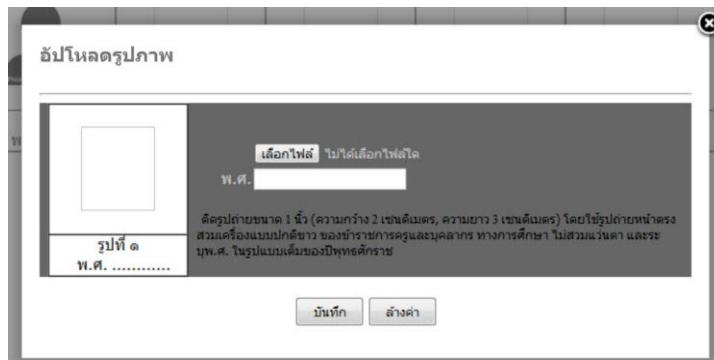 อัปโหลดรูปภาพ
เลือกไฟล์ ไม่ได้เลือกไฟล์ใด
พ.ศ.
ติดรูปถ่ายขนาด 1 นิ้ว (ความกว้าง 2 เซนติเมตร, ความยาว 3 เซนติเมตร) โดยใช้รูปถ่ายหน้าตรง
สวมเครื่องแบบปกติขาว ของข้าราชการครูและบุคลากร ทางการศึกษา ไม่สวมแว่นตา และระ
บุพ.ศ. ในรูปแบบเต็มของปีพุทธศักราช
รูปที่ ๑
พ.ศ. ............
บันทึก ล้างค่า